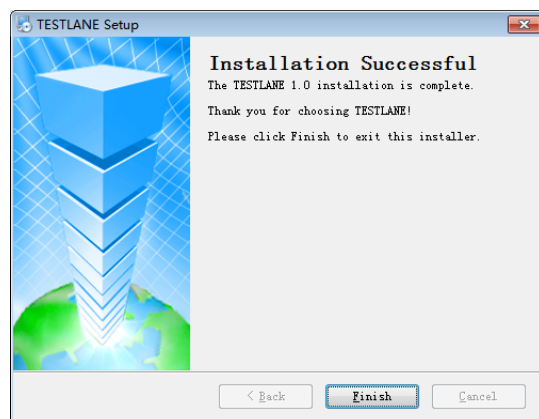 TESTLANE Setup
Installation Successful
The TESTLANE 1.0 installation is complete.
Thank you for choosing TESTLANE!
Please click Finish to exit this installer.
< Back
Finish
Cancel